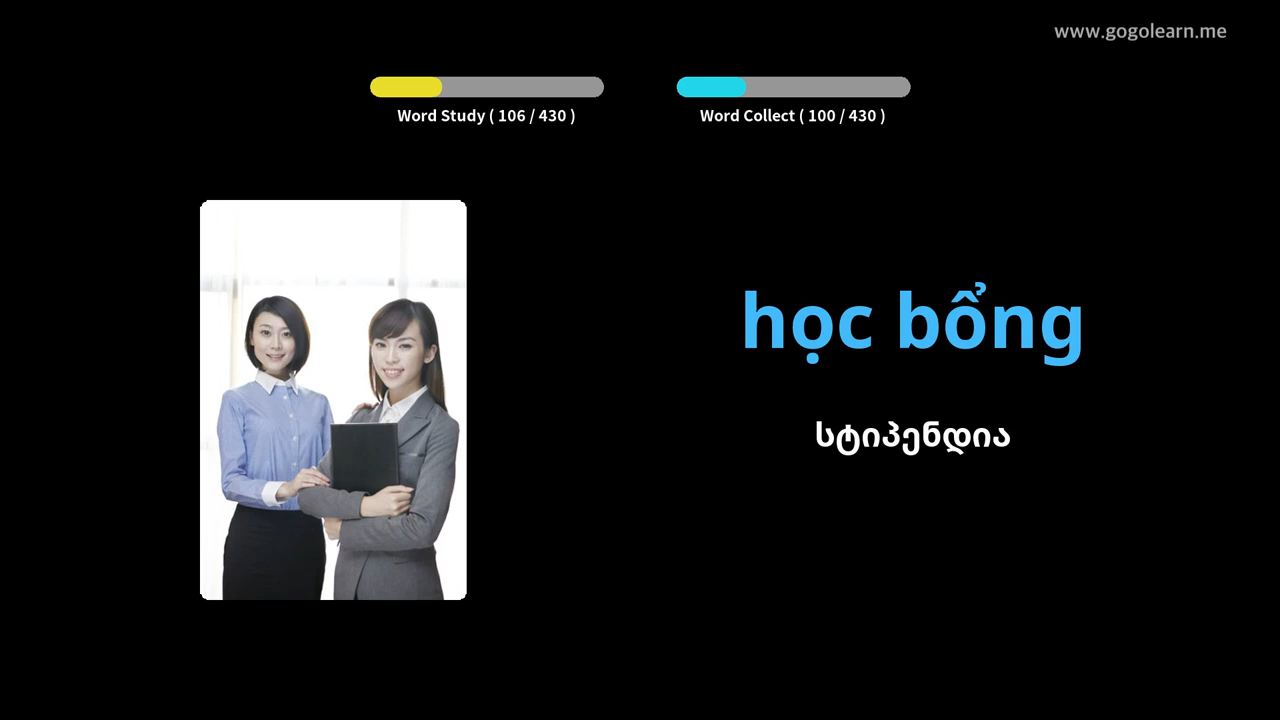 www.gogolearn.me
Word Study ( 106 / 430 )
Word Collect ( 100 / 430 )
học bổng
სტიპენდია